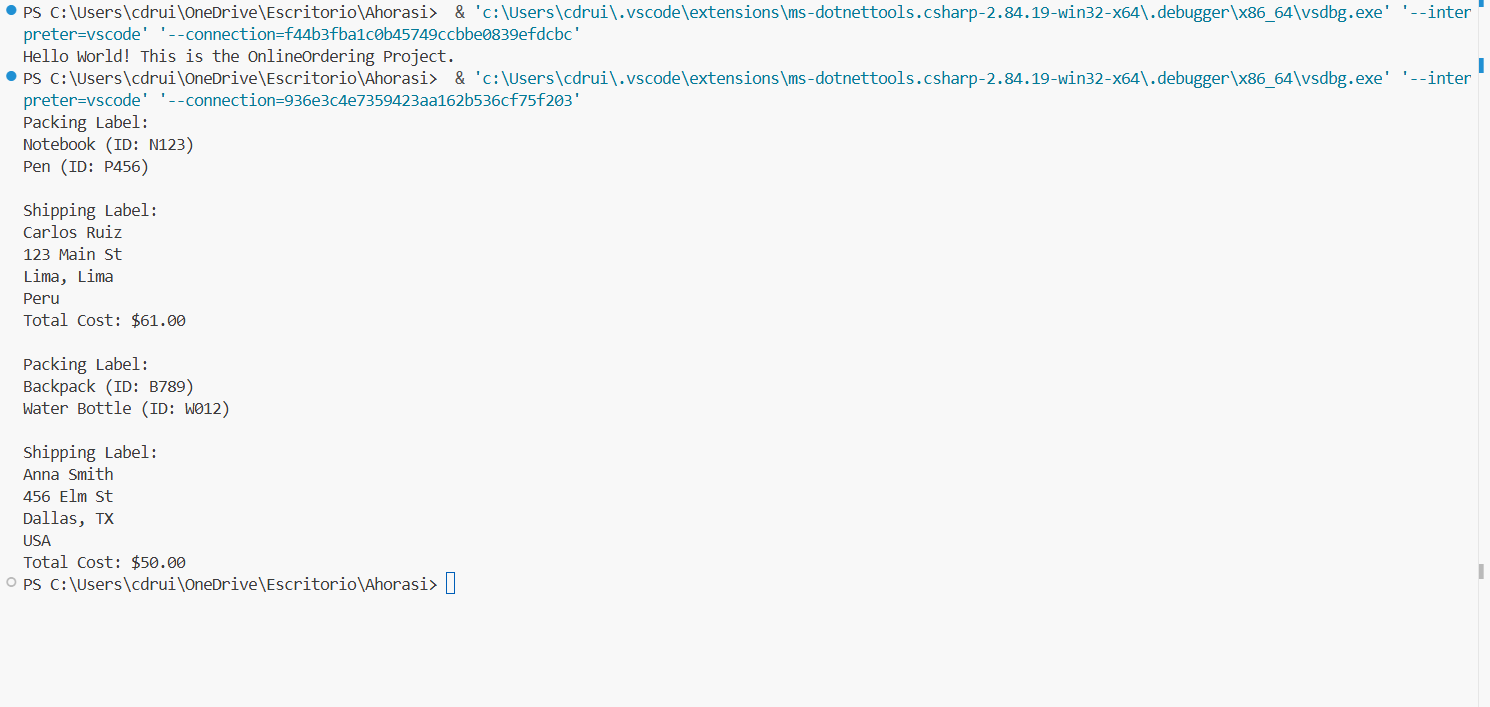 PS C:\Users\cdrui\OneDrive\Escritorio\Ahorasi>  & 'c:\Users\cdrui\.vscode\extensions\ms-dotnettools.csharp-2.84.19-win32-x64\.debugger\x86_64\vsdbg.exe' '--inter
preter=vscode' '--connection=f44b3fba1c0b45749ccbbe0839efdcbc'
Hello World! This is the OnlineOrdering Project.
PS C:\Users\cdrui\OneDrive\Escritorio\Ahorasi>  & 'c:\Users\cdrui\.vscode\extensions\ms-dotnettools.csharp-2.84.19-win32-x64\.debugger\x86_64\vsdbg.exe' '--inter
preter=vscode' '--connection=936e3c4e7359423aa162b536cf75f203'
Packing Label:
Notebook (ID: N123)
Pen (ID: P456)

Shipping Label:
Carlos Ruiz
123 Main St
Lima, Lima
Peru
Total Cost: $61.00

Packing Label:
Backpack (ID: B789)
Water Bottle (ID: W012)

Shipping Label:
Anna Smith
456 Elm St
Dallas, TX
USA
Total Cost: $50.00
PS C:\Users\cdrui\OneDrive\Escritorio\Ahorasi>